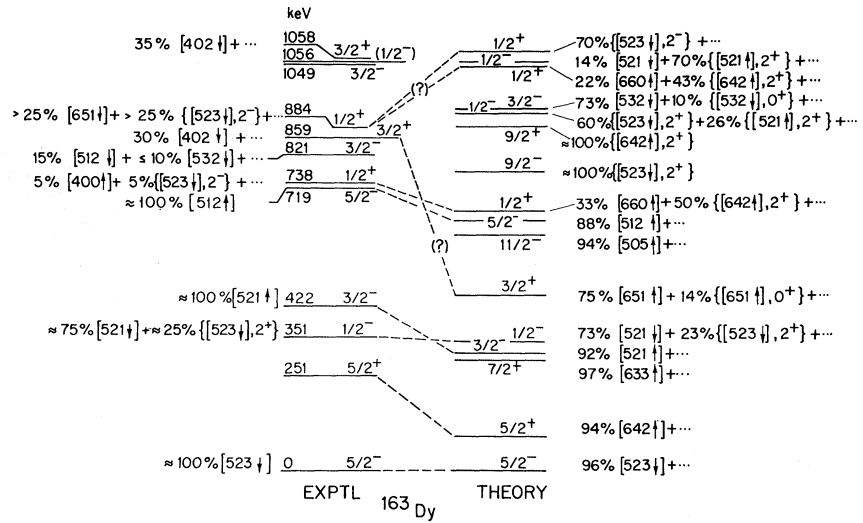 keV
35% [402↓]+··· 1058 3/2⁺ (1/2⁻)
1056
1049 3/2⁻
>25% [651↑]+ >25% {[523↓],2⁻}+··· 884 1/2⁺
30% [402↓]+··· 859 3/2⁺
15% [512↓]+ ≤10% [532↓]+··· 821 3/2⁻
5% [400↑]+ 5%{[523↓],2⁻}+··· 738 1/2⁺
≈100% [512↑] 719 5/2⁻
≈100%[521↑] 422 3/2⁻
≈75%[521↓]+≈25%{[523↓],2⁺} 351 1/2⁻
251 5/2⁺
≈100%[523↓] 0 5/2⁻
(?)
(?)
1/2⁺ 70%{[523↓],2⁻}+···
1/2⁻ 14% [521↓]+70%{[521↑],2⁺}+···
1/2⁺ 22% [660↑]+43% {[642↑],2⁺}+···
3/2⁻ 73% [532↓]+10% {[532↓],0⁺}+···
1/2⁻ 60%{[523↓],2⁺}+26%{[521↑],2⁺}+···
9/2⁺ ≈100%{[642↑],2⁺}
9/2⁻ ≈100%{[523↓],2⁺}
1/2⁺ 33% [660↑]+50% {[642↑],2⁺}+···
5/2⁻ 88% [512↑]+···
11/2⁻ 94% [505↑]+···
3/2⁺ 75% [651↑]+14%{[651↑],0⁺}+···
1/2⁻ 73% [521↓]+23%{[523↓],2⁺}+···
3/2⁻ 92% [521↑]+···
7/2⁺ 97% [633↑]+···
5/2⁺ 94%[642↑]+···
5/2⁻ 96%[523↓]+···
EXPTL THEORY
¹⁶³Dy